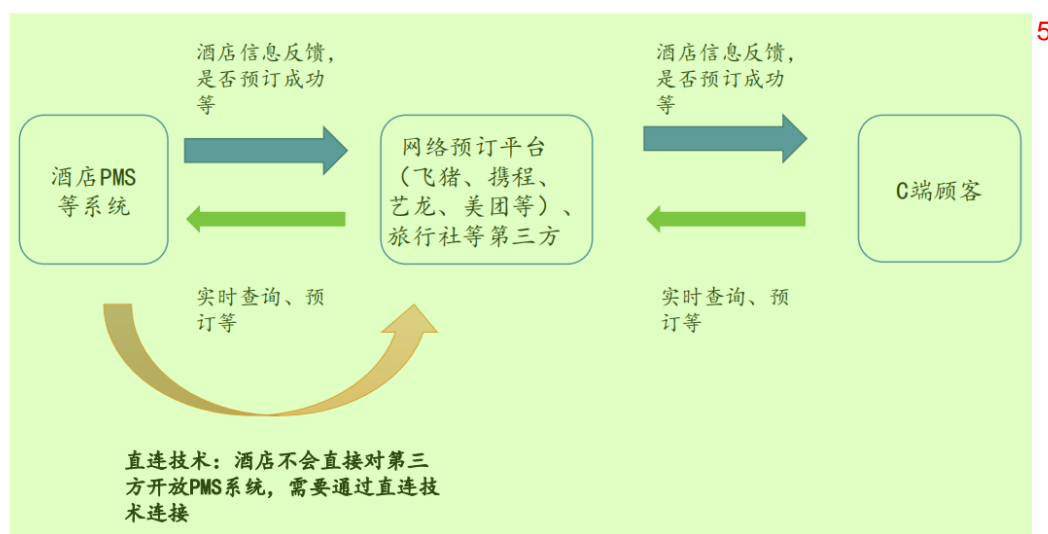 酒店信息反馈，
是否预订成功
等
酒店信息反馈，
是否预订成功
等
5
酒店PMS
等系统
网络预订平台
（飞猪、携程、
艺龙、美团等）、
旅行社等第三方
C端顾客
实时查询、预
订等
实时查询、预
订等
直连技术：酒店不会直接对第三
方开放PMS系统，需要通过直连技
术连接